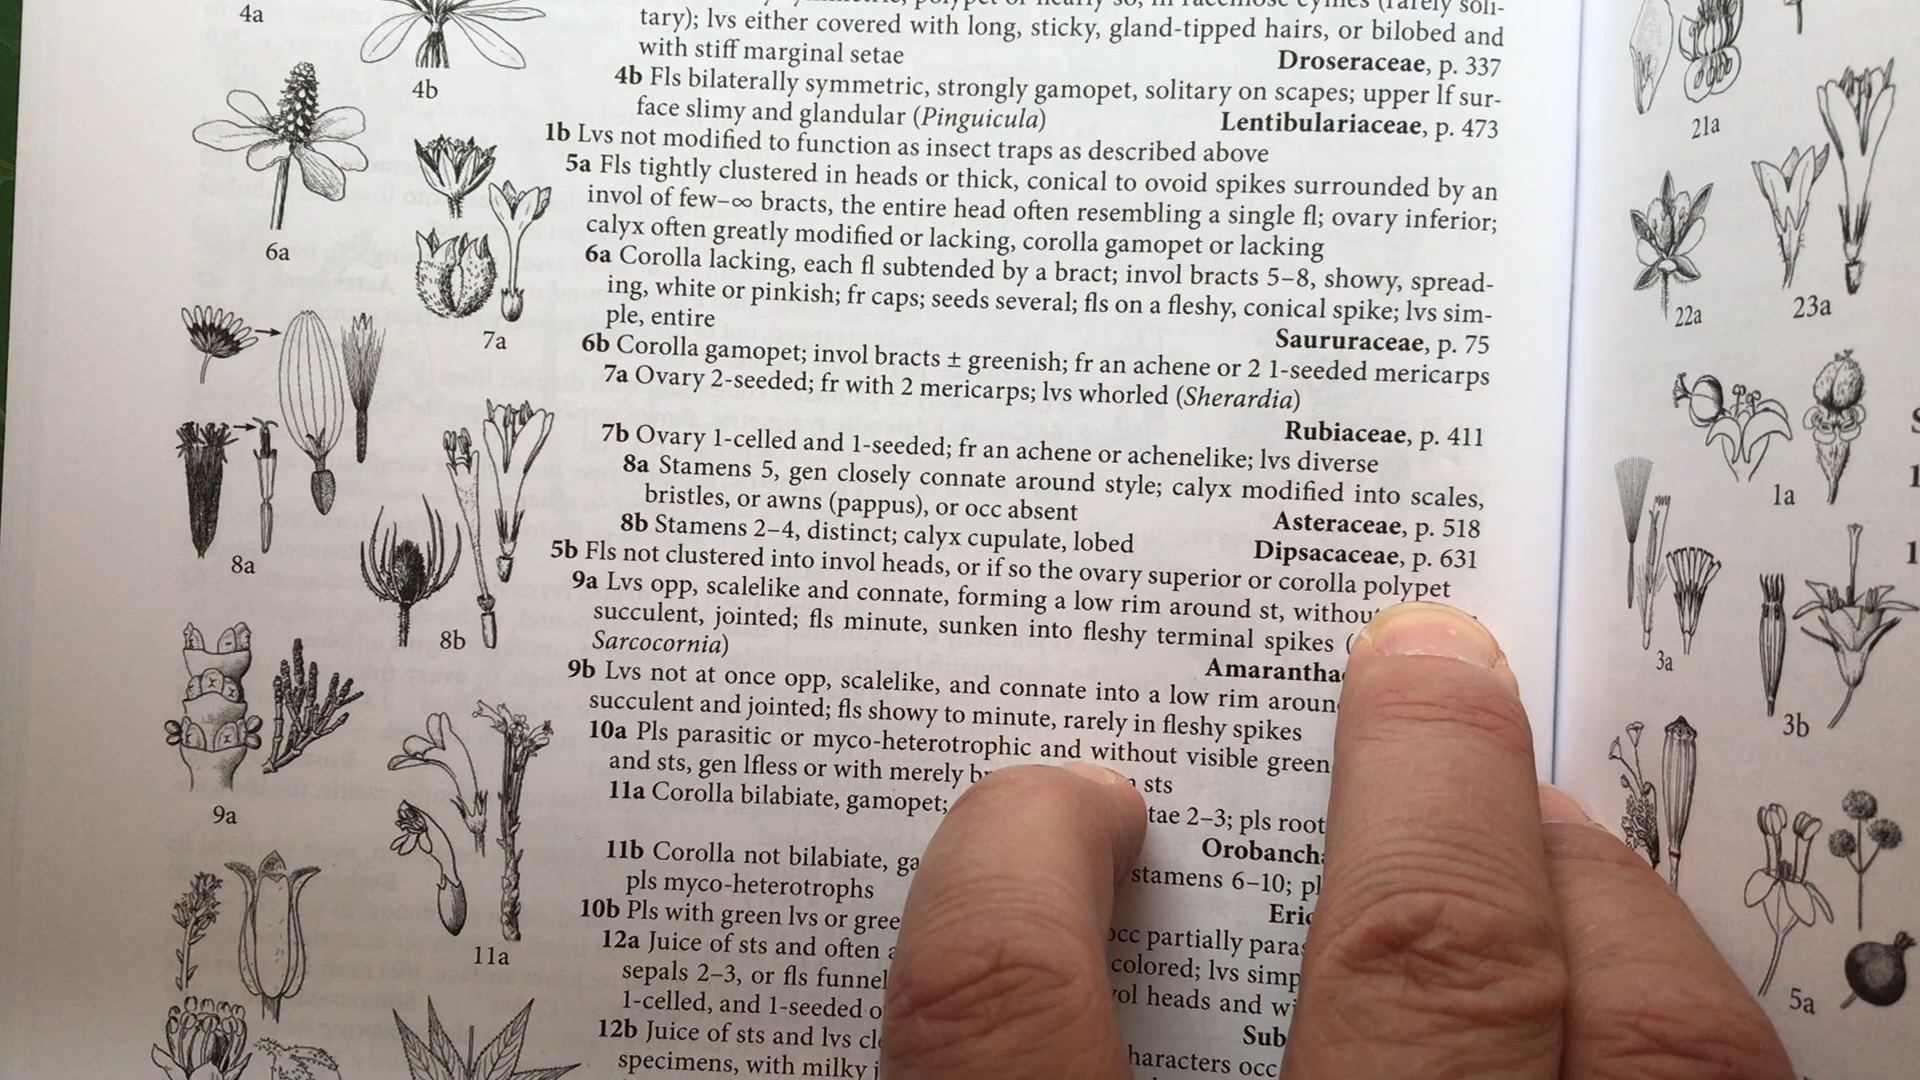 4a
4b
6a
7a
8a
8b
9a
11a
tary); lvs either covered with long, sticky, gland-tipped hairs, or bilobed and
with stiff marginal setae Droseraceae, p. 337
4b Fls bilaterally symmetric, strongly gamopet, solitary on scapes; upper lf sur-
face slimy and glandular (Pinguicula) Lentibulariaceae, p. 473
1b Lvs not modified to function as insect traps as described above
5a Fls tightly clustered in heads or thick, conical to ovoid spikes surrounded by an
invol of few–∞ bracts, the entire head often resembling a single fl; ovary inferior;
calyx often greatly modified or lacking, corolla gamopet or lacking
6a Corolla lacking, each fl subtended by a bract; invol bracts 5–8, showy, spread-
ing, white or pinkish; fr caps; seeds several; fls on a fleshy, conical spike; lvs sim-
ple, entire Saururaceae, p. 75
6b Corolla gamopet; invol bracts ± greenish; fr an achene or 2 1-seeded mericarps
7a Ovary 2-seeded; fr with 2 mericarps; lvs whorled (Sherardia)
Rubiaceae, p. 411
7b Ovary 1-celled and 1-seeded; fr an achene or achenelike; lvs diverse
8a Stamens 5, gen closely connate around style; calyx modified into scales,
bristles, or awns (pappus), or occ absent Asteraceae, p. 518
8b Stamens 2–4, distinct; calyx cupulate, lobed Dipsacaceae, p. 631
5b Fls not clustered into invol heads, or if so the ovary superior or corolla polypet
9a Lvs opp, scalelike and connate, forming a low rim around st,
succulent, jointed; fls minute, sunken into fleshy terminal spikes (
Sarcocornia)
9b Lvs not at once opp, scalelike, and connate into a low rim
succulent and jointed; fls showy to minute, rarely in fleshy spikes
10a Pls parasitic or myco-heterotrophic and without visible green
and sts, gen lfless or with merely sts
11a Corolla bilabiate, gamopet; 2–3; pls
11b Corolla not bilabiate, stamens 6–10;
pls myco-heterotrophs
10b Pls with green lvs or occ partially
12a Juice of sts and often colored; lvs
sepals 2–3, or fls heads and
1-celled, and 1-seeded
12b Juice of sts and lvs
specimens, with milky occ
21a
22a
23a
1a
3a
3b
5a